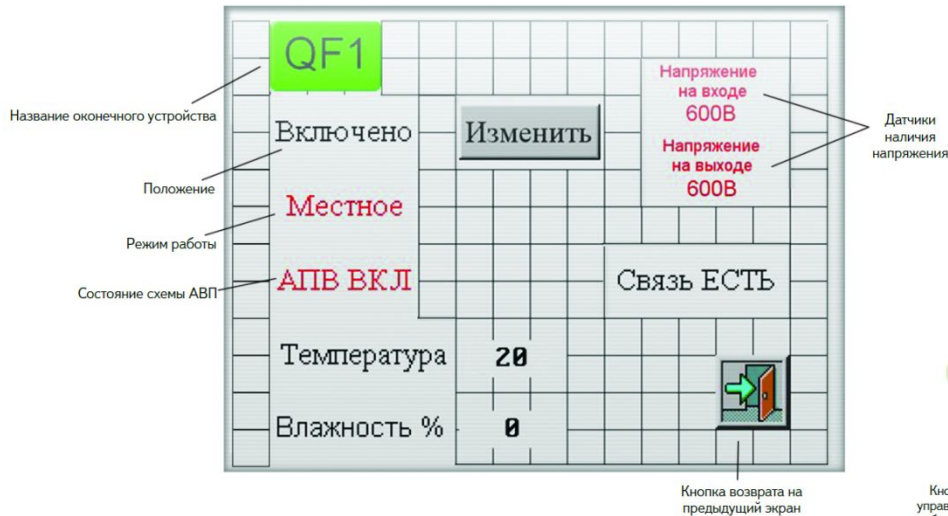 QF1
Название оконечного устройства
Включено
Изменить
Напряжение
на входе
600В
Напряжение
на выходе
600В
Датчики
наличия
напряжения
Положение
Местное
Режим работы
АПВ ВКЛ
Связь ЕСТЬ
Состояние схемы АВП
Температура
20
Влажность %
0
Кнопка возврата на
предыдущий экран